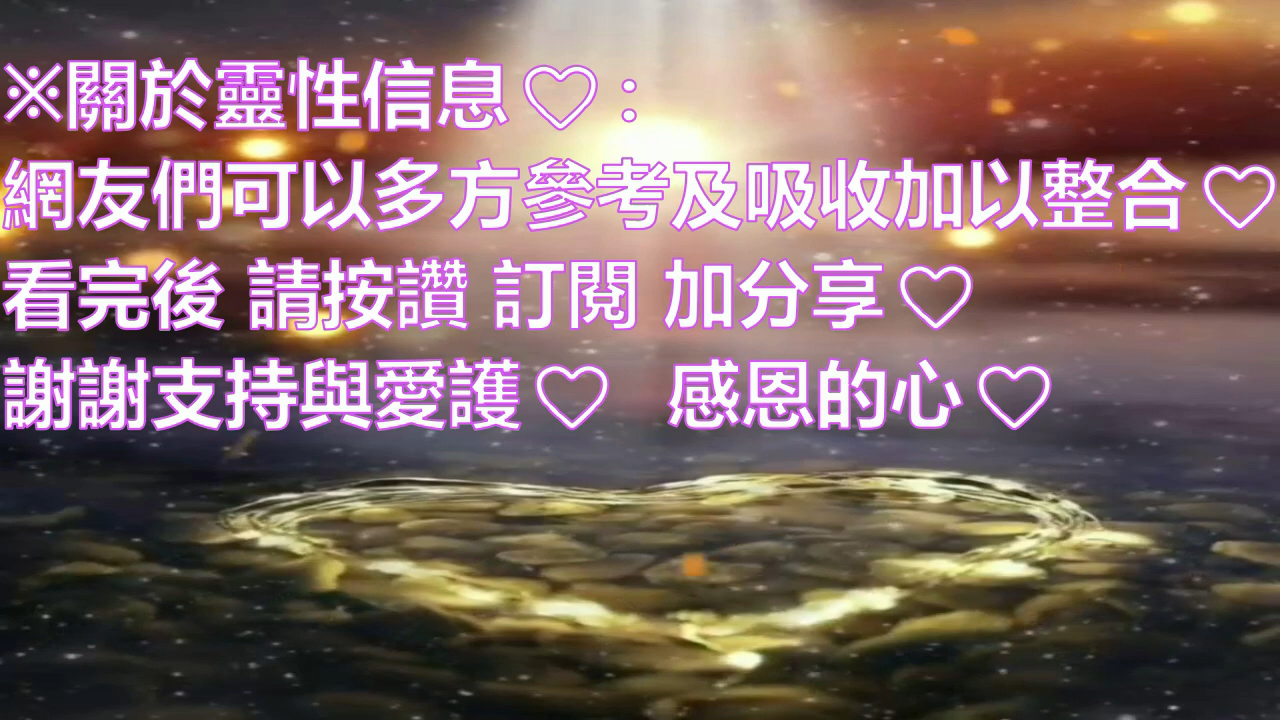 ※關於靈性信息♡:
網友們可以多方參考及吸收加以整合♡
看完後 請按讚 訂閱 加分享♡
謝謝支持與愛護♡ 感恩的心♡